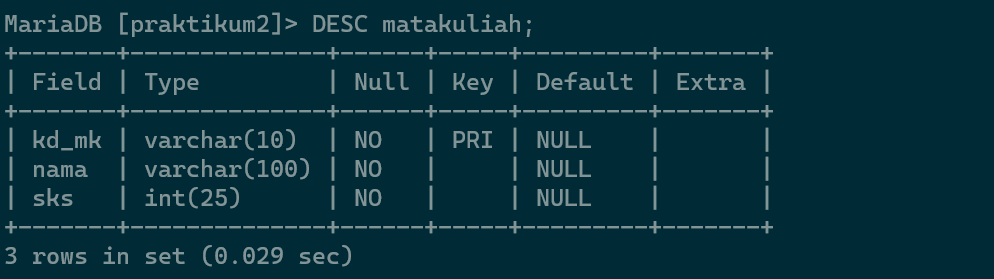 MariaDB [praktikum2]> DESC matakuliah;
+-------+--------------+------+-----+---------+-------+
| Field | Type         | Null | Key | Default | Extra |
+-------+--------------+------+-----+---------+-------+
| kd_mk | varchar(10)  | NO   | PRI | NULL    |       |
| nama  | varchar(100) | NO   |     | NULL    |       |
| sks   | int(25)      | NO   |     | NULL    |       |
+-------+--------------+------+-----+---------+-------+
3 rows in set (0.029 sec)